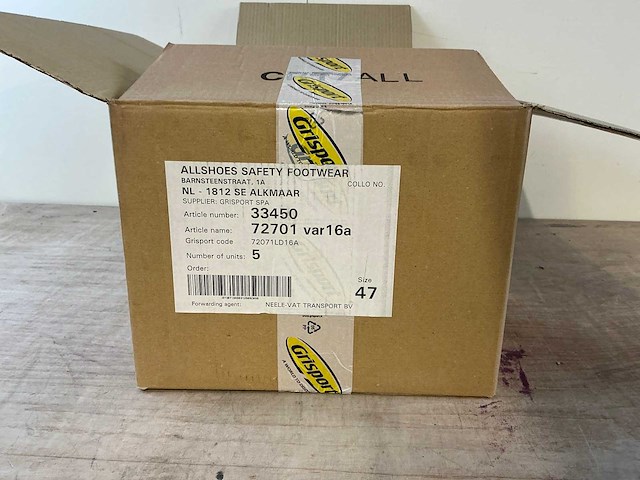 Grisport
ALLSHOES SAFETY FOOTWEAR
BARNSTEENSTRAAT, 1A
COLLO NO.
NL - 1812 SE ALKMAAR
SUPPLIER: GRISPORT SPA
Article number: 33450
Article name: 72701 var16a
Grisport code 72071LD16A
Number of units: 5
Order:
Size
47
Forwarding agent: NEELE-VAT TRANSPORT BV
Grisport